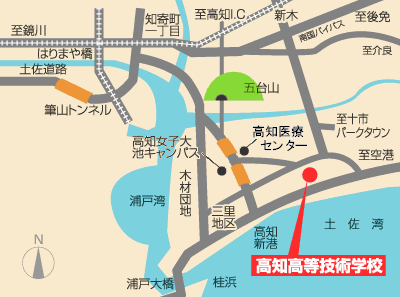 知寄町
一丁目
至高知I.C
新木
至後免
至鏡川
南国バイパス
至介良
はりまや橋
土佐道路
五台山
筆山トンネル
高知医療
センター
至十市
パークタウン
高知女子大
池キャンパス
至空港
木材団地
浦戸湾
三里
地区
高知
新港
土佐湾
N
高知高等技術学校
浦戸大橋
桂浜